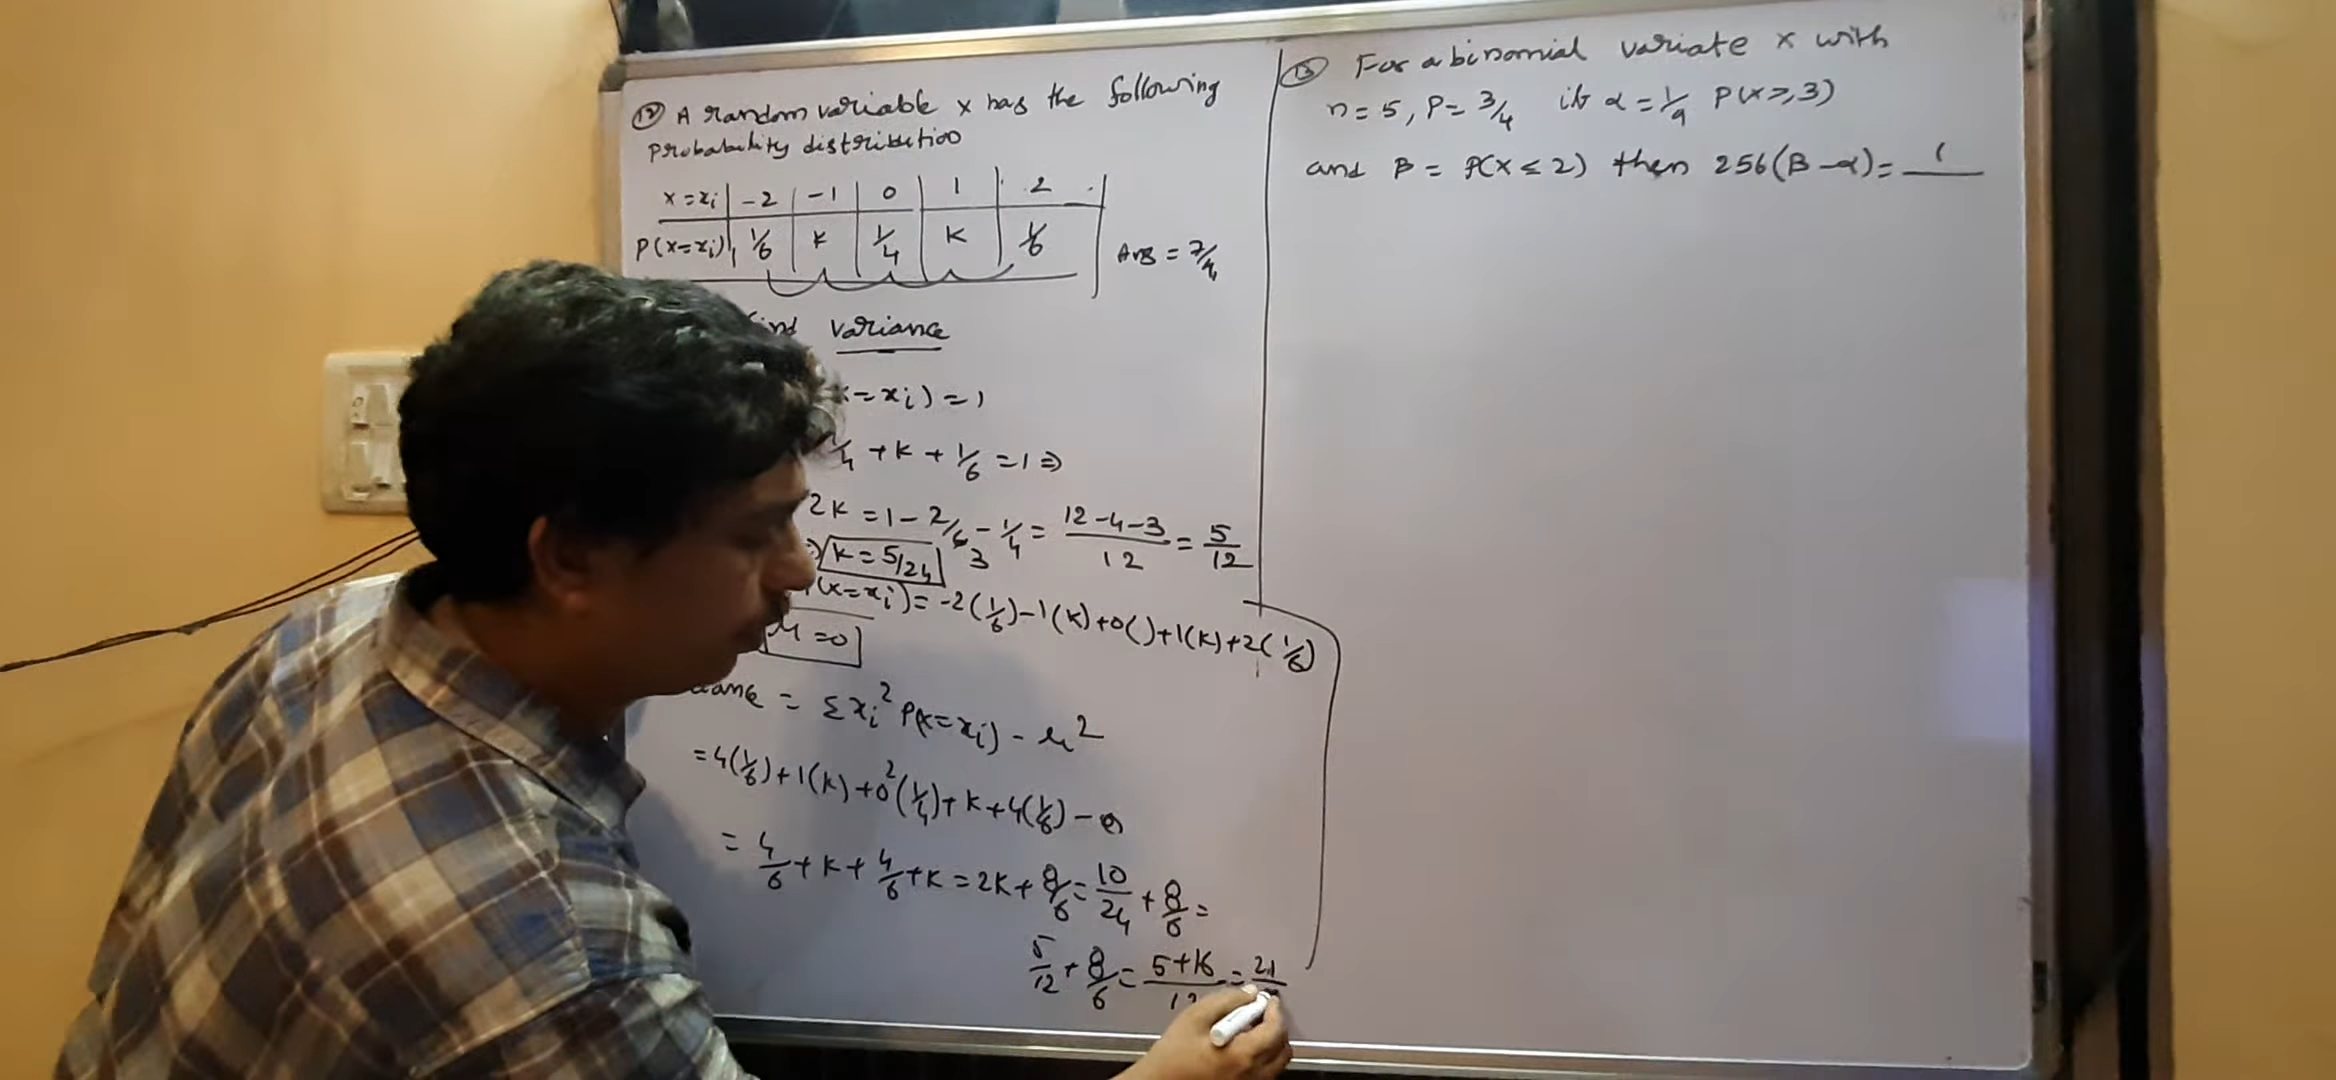 (12) A random variable x has the following
probability distribution
x=xi | -2 | -1 | 0 | 1 | 2
P(x=xi) | 1/6 | K | 1/4 | K | 1/6
Ans = 7/4
find variance
x=xi) = 1
1/4 + K + 1/6 = 1 ⇒
2K = 1 - 2/6 - 1/4 = (12-4-3)/12 = 5/12
3
K = 5/24
(x=xi) = -2(1/6) - 1(K) + 0( ) + 1(K) + 2(1/6)
μ = 0
iance = Σxi² P(x=xi) - μ²
= 4(1/6) + 1(K) + 0²(1/4) + K + 4(1/6) - 0
= 4/6 + K + 4/6 + K = 2K + 8/6 = 10/24 + 8/6 =
5/12 + 8/6 = (5+16)/12 = 21
(13) For a binomial variate x with
n = 5, P = 3/4 if α = 1/9 P(x ≥ 3)
and β = P(x ≤ 2) then 256(β - α) = ___